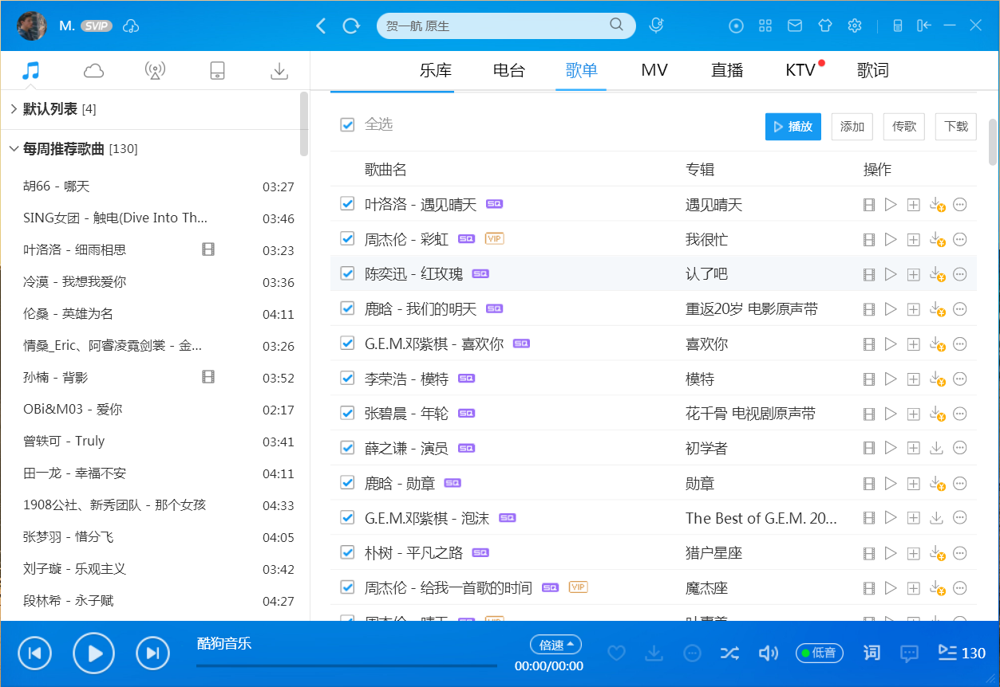 M. SVIP
贺一航 原生
乐库 电台 歌单 MV 直播 KTV 歌词
默认列表 [4]
每周推荐歌曲 [130]
胡66 - 哪天 03:27
SING女团 - 触电(Dive Into Th... 03:46
叶洛洛 - 细雨相思 03:23
冷漠 - 我想我爱你 03:36
伦桑 - 英雄为名 04:11
情桑_Eric、阿睿凌霓剑裳 - 金... 03:26
孙楠 - 背影 03:52
OBi&M03 - 爱你 02:17
曾轶可 - Truly 03:41
田一龙 - 幸福不安 04:11
1908公社、新秀团队 - 那个女孩 04:33
张梦羽 - 惜分飞 04:05
刘子璇 - 乐观主义 03:42
段林希 - 永子赋 04:27
全选 播放 添加 传歌 下载
歌曲名 专辑 操作
叶洛洛 - 遇见晴天 SQ 遇见晴天
周杰伦 - 彩虹 SQ VIP 我很忙
陈奕迅 - 红玫瑰 SQ 认了吧
鹿晗 - 我们的明天 SQ 重返20岁 电影原声带
G.E.M.邓紫棋 - 喜欢你 SQ 喜欢你
李荣浩 - 模特 SQ 模特
张碧晨 - 年轮 SQ 花千骨 电视剧原声带
薛之谦 - 演员 SQ 初学者
鹿晗 - 勋章 SQ 勋章
G.E.M.邓紫棋 - 泡沫 SQ The Best of G.E.M. 20...
朴树 - 平凡之路 SQ 猎户星座
周杰伦 - 给我一首歌的时间 SQ VIP 魔杰座
周杰伦 - 晴天 SQ VIP 叶惠美
酷狗音乐 倍速
00:00/00:00 低音 词 130